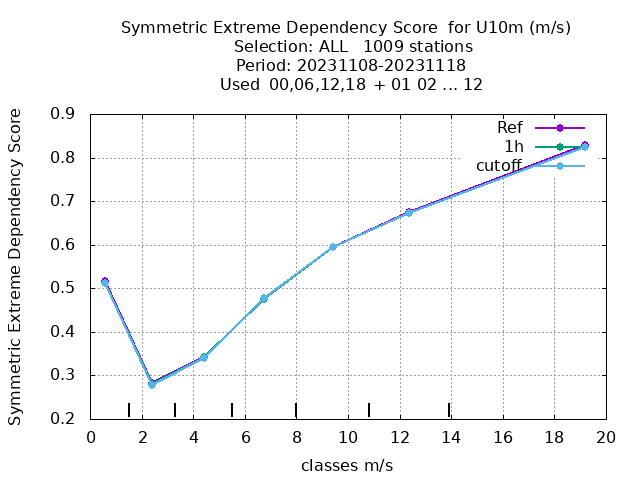 Symmetric Extreme Dependency Score  for U10m (m/s)
Selection: ALL   1009 stations
Period: 20231108-20231118
Used  00,06,12,18  + 01 02 ... 12
Symmetric Extreme Dependency Score
0.9
0.8
0.7
0.6
0.5
0.4
0.3
0.2
Ref
1h
cutoff
0 2 4 6 8 10 12 14 16 18 20
classes m/s